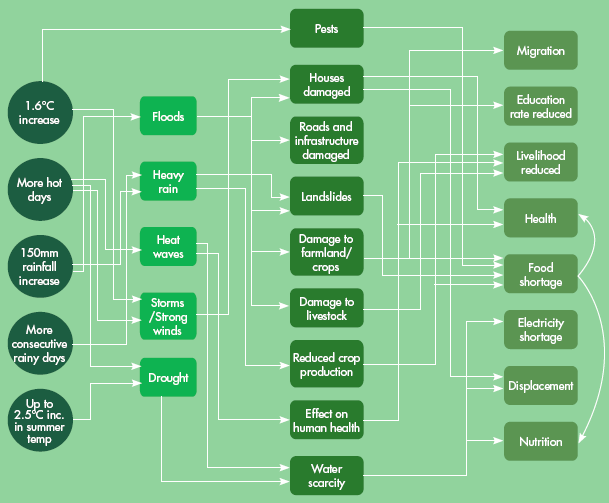 1.6°C
increase
More hot
days
150mm
rainfall
increase
More
consecutive
rainy days
Up to
2.5°C inc.
in summer
temp
Floods
Heavy
rain
Heat
waves
Storms
/Strong
winds
Drought
Pests
Houses
damaged
Roads and
infrastructure
damaged
Landslides
Damage to
farmland/
crops
Damage to
livestock
Reduced crop
production
Effect on
human health
Water
scarcity
Migration
Education
rate reduced
Livelihood
reduced
Health
Food
shortage
Electricity
shortage
Displacement
Nutrition